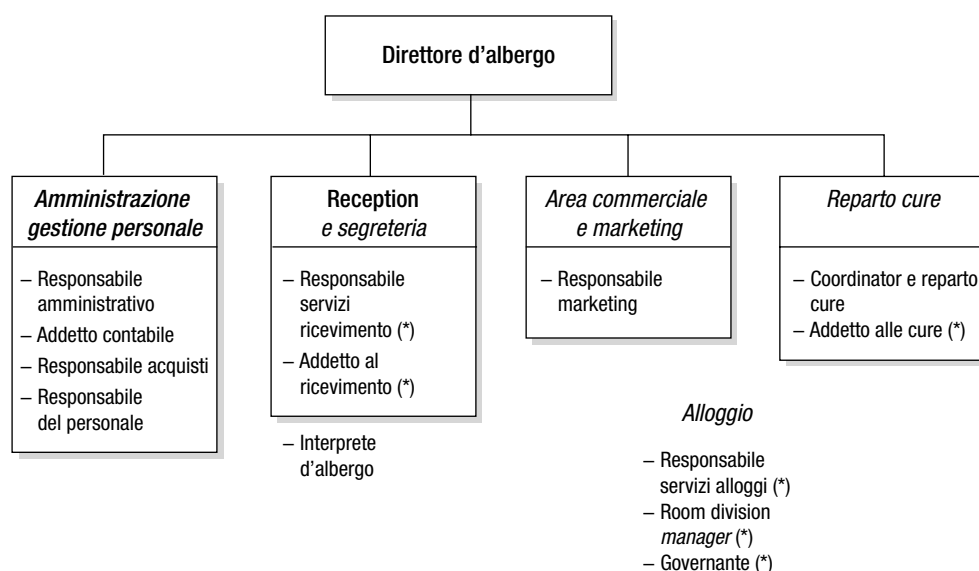 Direttore d'albergo
Amministrazione
gestione personale
– Responsabile
amministrativo
– Addetto contabile
– Responsabile acquisti
– Responsabile
del personale
Reception
e segreteria
– Responsabile
servizi
ricevimento (*)
– Addetto al
ricevimento (*)
– Interprete
d'albergo
Area commerciale
e marketing
– Responsabile
marketing
Reparto cure
– Coordinator e reparto
cure
– Addetto alle cure (*)
Alloggio
– Responsabile
servizi alloggi (*)
– Room division
manager (*)
– Governante (*)